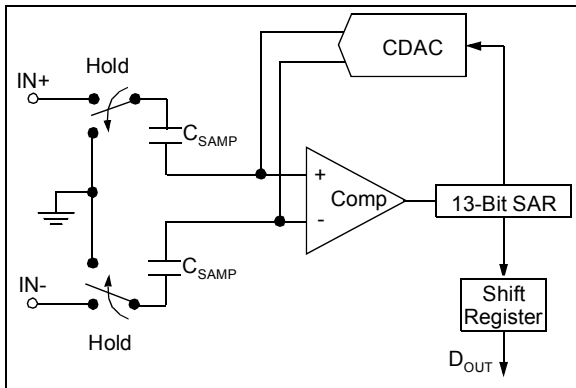 CDAC
Hold
IN+
C_SAMP
+
Comp
-
13-Bit SAR
C_SAMP
IN-
Hold
Shift
Register
D_OUT